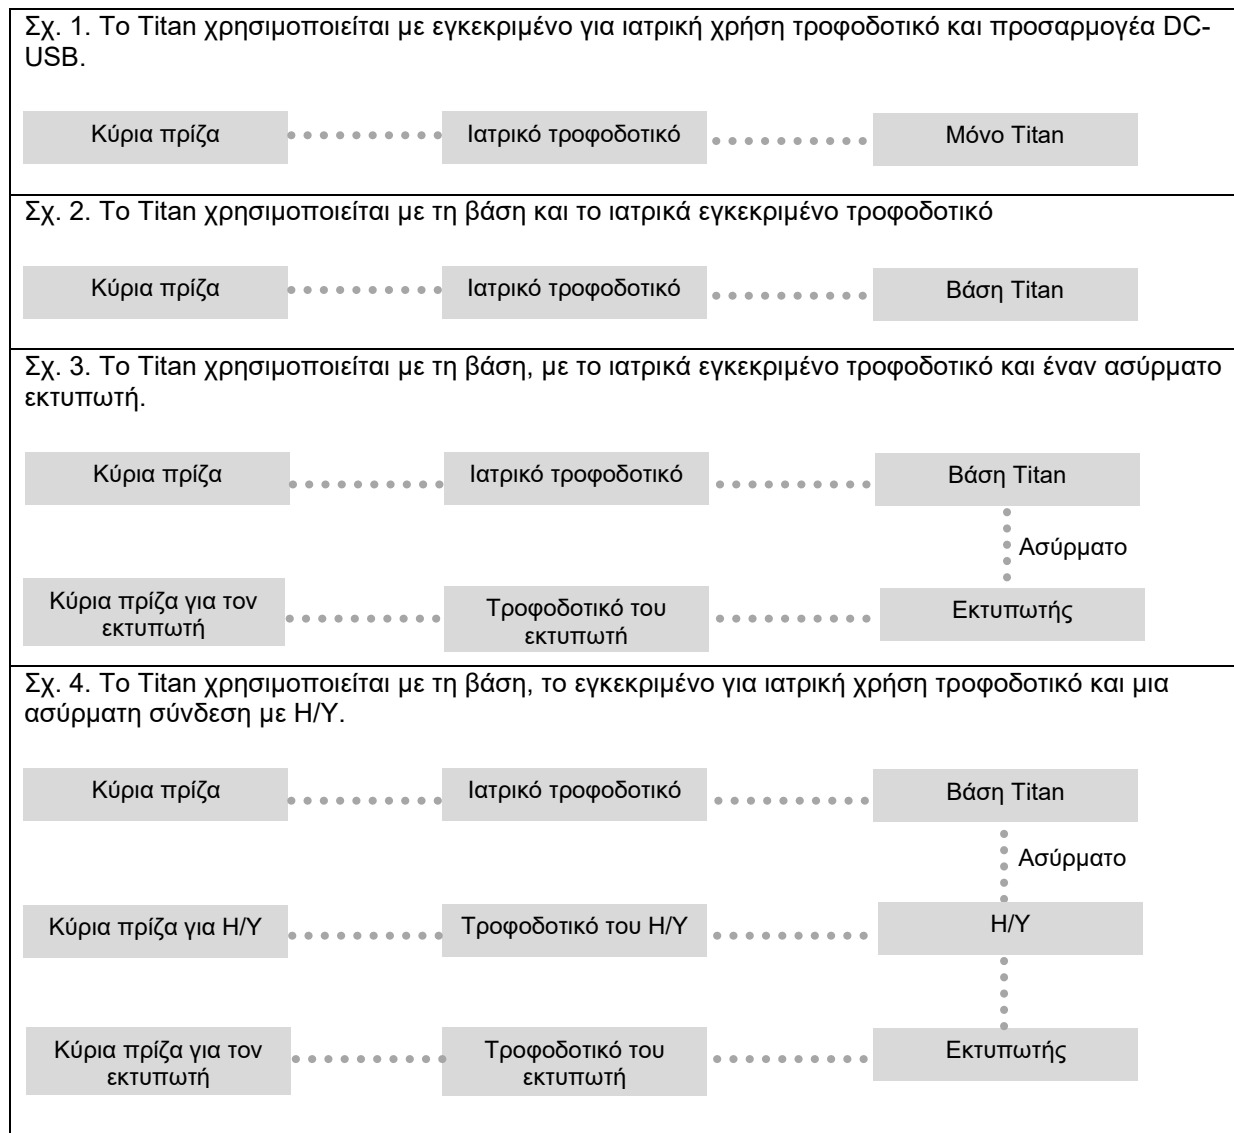 Σχ. 1. Το Titan χρησιμοποιείται με εγκεκριμένο για ιατρική χρήση τροφοδοτικό και προσαρμογέα DC-
USB.
Κύρια πρίζα
Ιατρικό τροφοδοτικό
Μόνο Titan
Σχ. 2. Το Titan χρησιμοποιείται με τη βάση και το ιατρικά εγκεκριμένο τροφοδοτικό
Κύρια πρίζα
Ιατρικό τροφοδοτικό
Βάση Titan
Σχ. 3. Το Titan χρησιμοποιείται με τη βάση, με το ιατρικά εγκεκριμένο τροφοδοτικό και έναν ασύρματο
εκτυπωτή.
Κύρια πρίζα
Ιατρικό τροφοδοτικό
Βάση Titan
Ασύρματο
Κύρια πρίζα για τον
εκτυπωτή
Τροφοδοτικό του
εκτυπωτή
Εκτυπωτής
Σχ. 4. Το Titan χρησιμοποιείται με τη βάση, το εγκεκριμένο για ιατρική χρήση τροφοδοτικό και μια
ασύρματη σύνδεση με Η/Υ.
Κύρια πρίζα
Ιατρικό τροφοδοτικό
Βάση Titan
Ασύρματο
Κύρια πρίζα για Η/Υ
Τροφοδοτικό του Η/Υ
Η/Υ
Κύρια πρίζα για τον
εκτυπωτή
Τροφοδοτικό του
εκτυπωτή
Εκτυπωτής